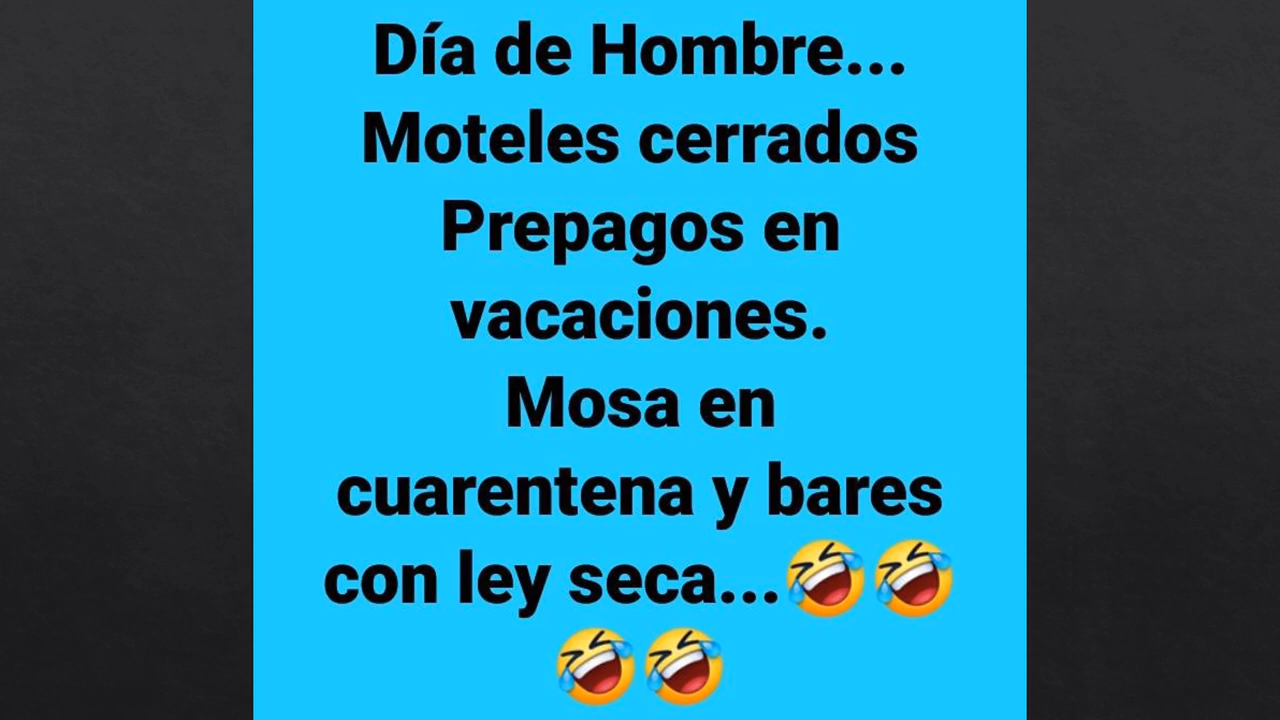 Día de Hombre...
Moteles cerrados
Prepagos en
vacaciones.
Mosa en
cuarentena y bares
con ley seca...🤣🤣
🤣🤣